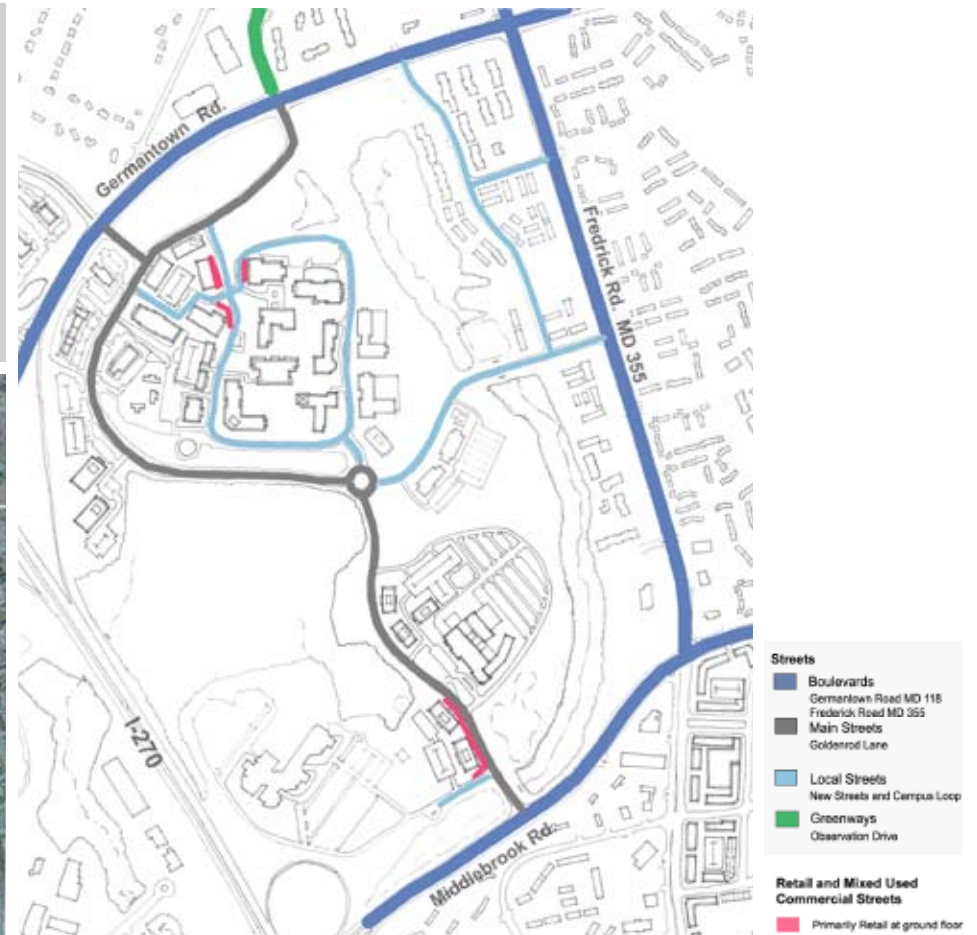 Germantown Rd.
Fredrick Rd. MD 355
I-270
Middlebrook Rd.
Streets
Boulevards
Germantown Road MD 118
Frederick Road MD 355
Main Streets
Goldenrod Lane
Local Streets
New Streets and Campus Loop
Greenways
Observation Drive
Retail and Mixed Used
Commercial Streets
Primarily Retail at ground floor